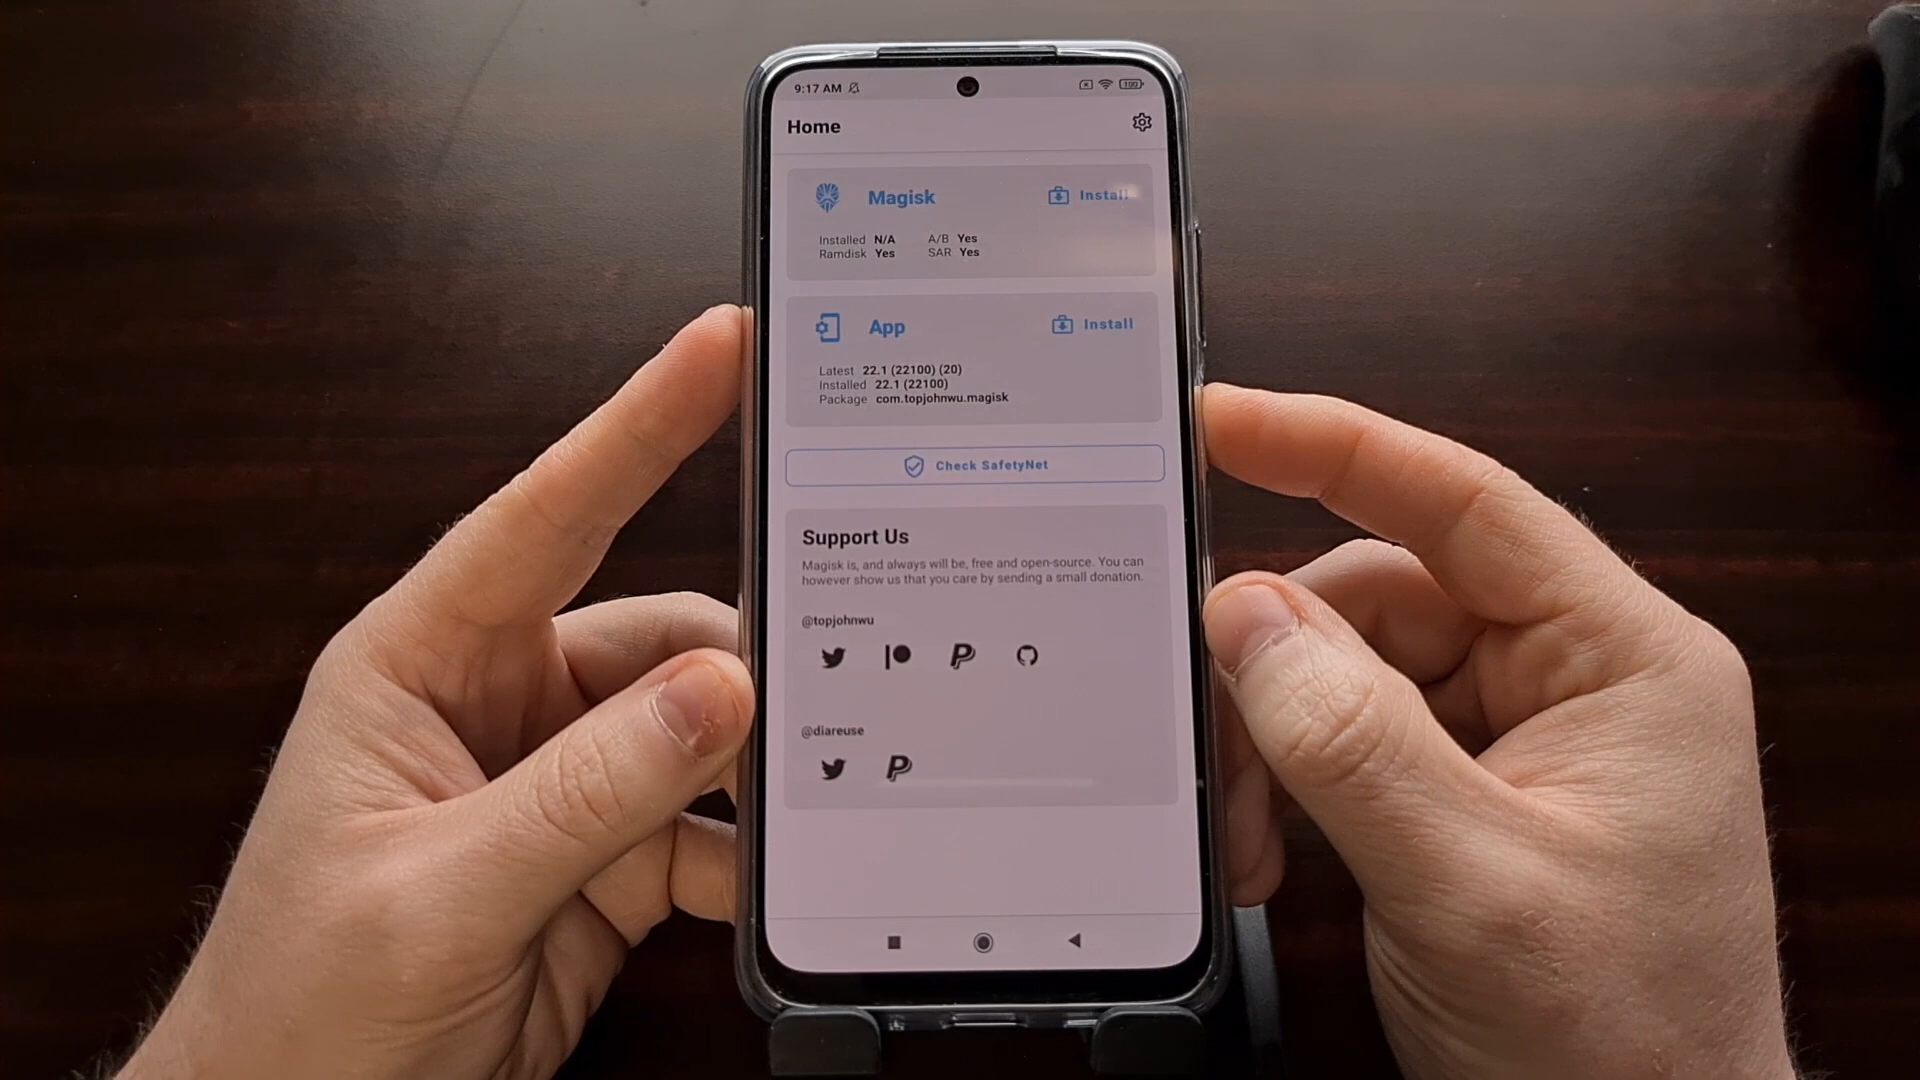 9:17 AM
100
Home
Magisk
Install
Installed N/A A/B Yes
Ramdisk Yes SAR Yes
App
Install
Latest 22.1 (22100) (20)
Installed 22.1 (22100)
Package com.topjohnwu.magisk
Check SafetyNet
Support Us
Magisk is, and always will be, free and open-source. You can
however show us that you care by sending a small donation.
@topjohnwu
@diareuse